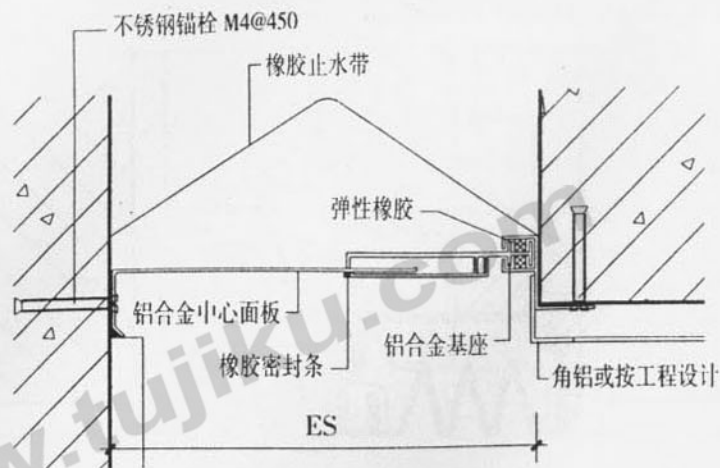 不锈钢锚栓 M4@450
橡胶止水带
弹性橡胶
铝合金中心面板
橡胶密封条
铝合金基座
角铝或按工程设计
ES
w.tujiku.com